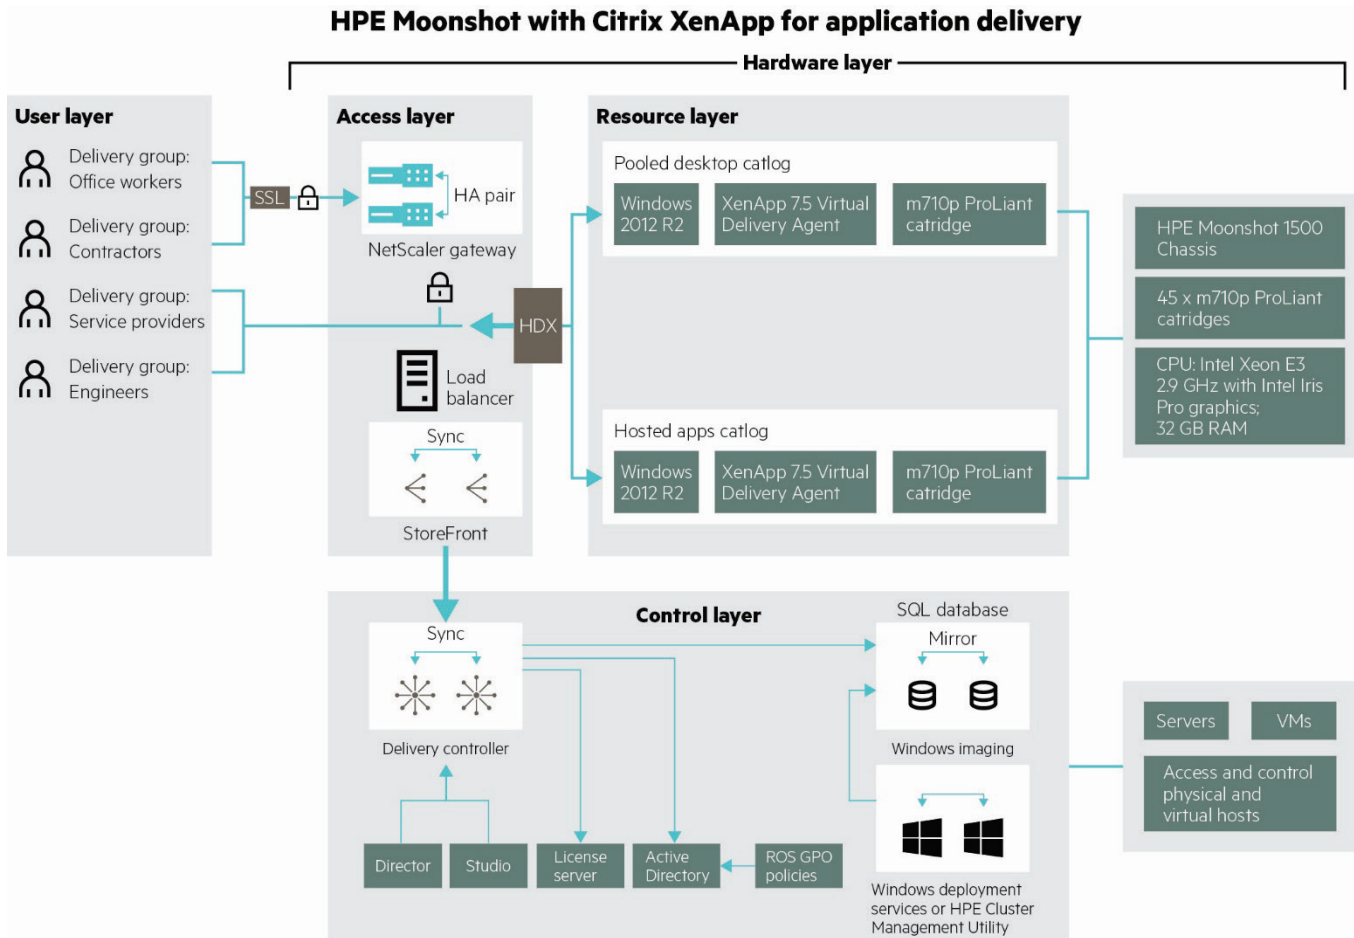 HPE Moonshot with Citrix XenApp for application delivery
Hardware layer
User layer
Delivery group:
Office workers
Delivery group:
Contractors
Delivery group:
Service providers
Delivery group:
Engineers
SSL
Access layer
HA pair
NetScaler gateway
HDX
Load
balancer
Sync
StoreFront
Resource layer
Pooled desktop catlog
Windows
2012 R2
XenApp 7.5 Virtual
Delivery Agent
m710p ProLiant
catridge
Hosted apps catlog
Windows
2012 R2
XenApp 7.5 Virtual
Delivery Agent
m710p ProLiant
catridge
HPE Moonshot 1500
Chassis
45 x m710p ProLiant
catridges
CPU: Intel Xeon E3
2.9 GHz with Intel Iris
Pro graphics;
32 GB RAM
Control layer
Sync
Delivery controller
Director
Studio
License
server
Active
Directory
ROS GPO
policies
SQL database
Mirror
Windows imaging
Windows deployment
services or HPE Cluster
Management Utility
Servers
VMs
Access and control
physical and
virtual hosts